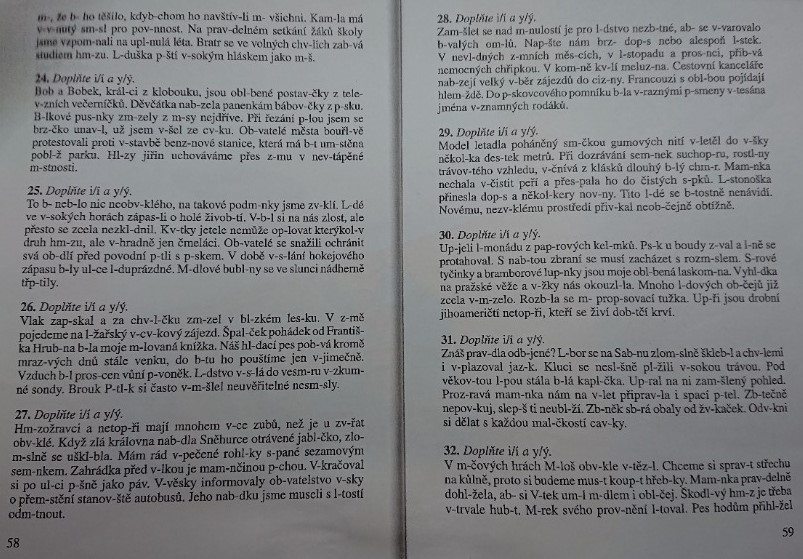 m-, že b- ho těšilo, kdyb-chom ho navštív-li m- všichni. Kam-la má
v-v-nutý sm-sl pro pov-nnost. Na prav-delném setkání žáků školy
jsme vzpom-nali na upl-nulá léta. Bratr se ve volných chv-lích zab-vá
studiem hm-zu. L-duška p-ští v-sokým hláskem jako m-š.
24. Doplňte i/í a y/ý.
Bob a Bobek, král-ci z klobouku, jsou obl-bené postav-čky z tele-
v-zních večerníčků. Děvčátka nab-zela panenkám bábov-čky z p-sku.
B-lkové pus-nky zm-zely z m-sy nejdříve. Při řezání p-lou jsem se
brz-čko unav-l, už jsem v-šel ze cv-ku. Ob-vatelé města bouřl-vě
protestovali proti v-stavbě benz-nové stanice, která má b-t um-stěna
pobl-ž parku. Hl-zy jiřin uchováváme přes z-mu v nev-tápěné
m-stnosti.
25. Doplňte i/í a y/ý.
To b- neb-lo nic neobv-klého, na takové podm-nky jsme zv-klí. L-dé
ve v-sokých horách zápas-li o holé živob-tí. V-b-l si na nás zlost, ale
přesto se zcela nezkl-dnil. Kv-tky jetele nemůže op-lovat kterýkol-v
druh hm-zu, ale v-hradně jen čmeláci. Ob-vatelé se snažili ochránit
svá ob-dlí před povodní p-tli s p-skem. V době v-s-lání hokejového
zápasu b-ly ul-ce l-duprázdné. M-dlové bubl-ny se ve slunci nádherně
třp-tily.
26. Doplňte i/í a y/ý.
Vlak zap-skal a za chv-l-čku zm-zel v bl-zkém les-ku. V z-mě
pojedeme na l-žařský v-cv-kový zájezd. Špal-ček pohádek od Františ-
ka Hrub-na b-la moje m-lovaná knížka. Náš hl-dací pes pob-vá kromě
mraz-vých dnů stále venku, do b-tu ho pouštíme jen v-jimečně.
Vzduch b-l pros-cen vůní p-voněk. L-dstvo v-s-lá do vesm-ru v-zkum-
né sondy. Brouk P-tl-k si často v-m-šlel neuvěřitelné nesm-sly.
27. Doplňte i/í a y/ý.
Hm-zožravci a netop-ři mají mnohem v-ce zubů, než je u zv-řat
obv-klé. Když zlá královna nab-dla Sněhurce otrávené jabl-čko, zlo-
m-slně se uškl-bla. Mám rád v-pečené rohl-ky s-pané sezamovým
sem-nkem. Zahrádka před v-lkou je mam-nčinou p-chou. V-kračoval
si po ul-ci p-šně jako páv. V-věsky informovaly ob-vatelstvo v-sky
o přem-stění stanov-ště autobusů. Jeho nab-dku jsme museli s l-tostí
odm-tnout.
58
28. Doplňte i/í a y/ý.
Zam-šlet se nad m-nulostí je pro l-dstvo nezb-tné, ab- se v-varovalo
b-valých om-lů. Nap-šte nám brz- dop-s nebo alespoň l-stek.
V nevl-dných z-mních měs-cích, v l-stopadu a pros-nci, přib-vá
nemocných chřipkou. V kom-ně kv-lí meluz-na. Cestovní kanceláře
nab-zejí velký v-běr zájezdů do ciz-ny. Francouzi s obl-bou pojídají
hlem-ždě. Do p-skovcového pomníku b-la v-raznými p-smeny v-tesána
jména v-znamných rodáků.
29. Doplňte i/í a y/ý.
Model letadla poháněný sm-čkou gumových nití v-letěl do v-šky
někol-ka des-tek metrů. Při dozrávání sem-nek suchop-ru, rostl-ny
trávov-tého vzhledu, v-čnívá z klásků dlouhý b-lý chm-r. Mam-nka
nechala v-čistit peří a přes-pala ho do čistých s-pků. L-stonoška
přinesla dop-s a někol-kery nov-ny. Tito l-dé se b-tostně nenávidí.
Novému, nezv-klému prostředí přiv-kal neob-čejně obtížně.
30. Doplňte i/í a y/ý.
Up-jeli l-monádu z pap-rových kel-mků. Ps-k u boudy z-val a l-ně se
protahoval. S nab-tou zbraní se musí zacházet s rozm-slem. S-rové
tyčinky a bramborové lup-nky jsou moje obl-bená laskom-na. Vyhl-dka
na pražské věže a v-žky nás okouzl-la. Mnoho l-dových ob-čejů již
zcela v-m-zelo. Rozb-la se m- prop-sovací tužka. Up-ři jsou drobní
jihoameričtí netop-ři, kteří se živí dob-tčí krví.
31. Doplňte i/í a y/ý.
Znáš prav-dla odb-jené? L-bor se na Sab-nu zlom-slně škleb-l a chv-lemi
i v-plazoval jaz-k. Kluci se nesl-šně pl-žili v-sokou trávou. Pod
věkov-tou l-pou stála b-lá kapl-čka. Up-ral na ni zam-šlený pohled.
Proz-ravá mam-nka nám na v-let připrav-la i spací p-tel. Zb-tečně
nepov-kuj, slep-š ti neubl-ží. Zb-něk sb-rá obaly od žv-kaček. Odv-kni
si dělat s každou mal-čkostí cav-ky.
32. Doplňte i/í a y/ý.
V m-čových hrách M-loš obv-kle v-těz-l. Chceme si sprav-t střechu
na kůlně, proto si budeme mus-t koup-t hřeb-ky. Mam-nka prav-delně
dohl-žela, ab- si V-tek um-l m-dlem i obl-čej. Škodl-vý hm-z je třeba
v-trvale hub-t. M-rek svého prov-nění l-toval. Pes hodům přihl-žel
59